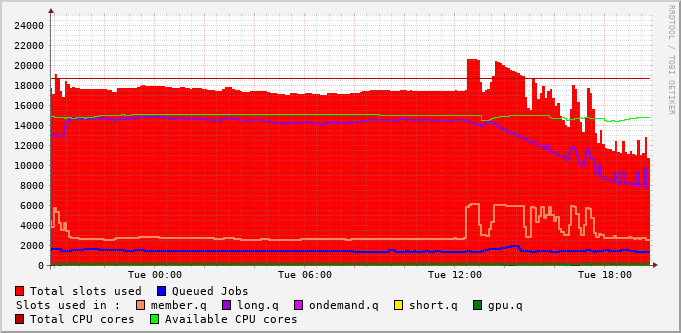 24000
22000
20000
18000
16000
14000
12000
10000
8000
6000
4000
2000
0
Tue 00:00 Tue 06:00 Tue 12:00 Tue 18:00
RRDTOOL / TOBI OETIKER
Total slots used Queued Jobs
Slots used in : member.q long.q ondemand.q short.q gpu.q
Total CPU cores Available CPU cores